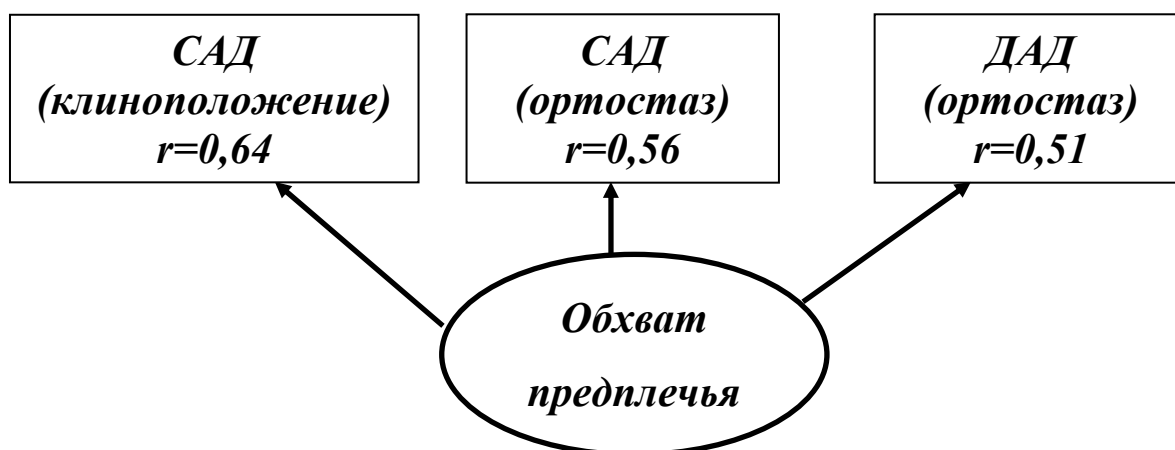 САД
(клиноположение)
r=0,64
САД
(ортостаз)
r=0,56
ДАД
(ортостаз)
r=0,51
Обхват
предплечья